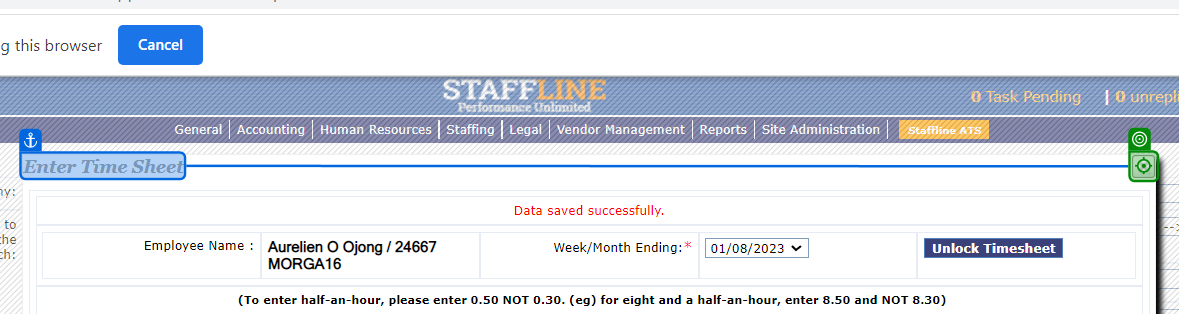 g this browser
Cancel
STAFFLINE
Performance Unlimited
0 Task Pending | 0 unrepli
General | Accounting | Human Resources | Staffing | Legal | Vendor Management | Reports | Site Administration | Staffline ATS
Enter Time Sheet
ny:
to
the
ch:
Data saved successfully.
Employee Name : Aurelien O Ojong / 24667
MORGA16
Week/Month Ending:* 01/08/2023
Unlock Timesheet
(To enter half-an-hour, please enter 0.50 NOT 0.30. (eg) for eight and a half-an-hour, enter 8.50 and NOT 8.30)